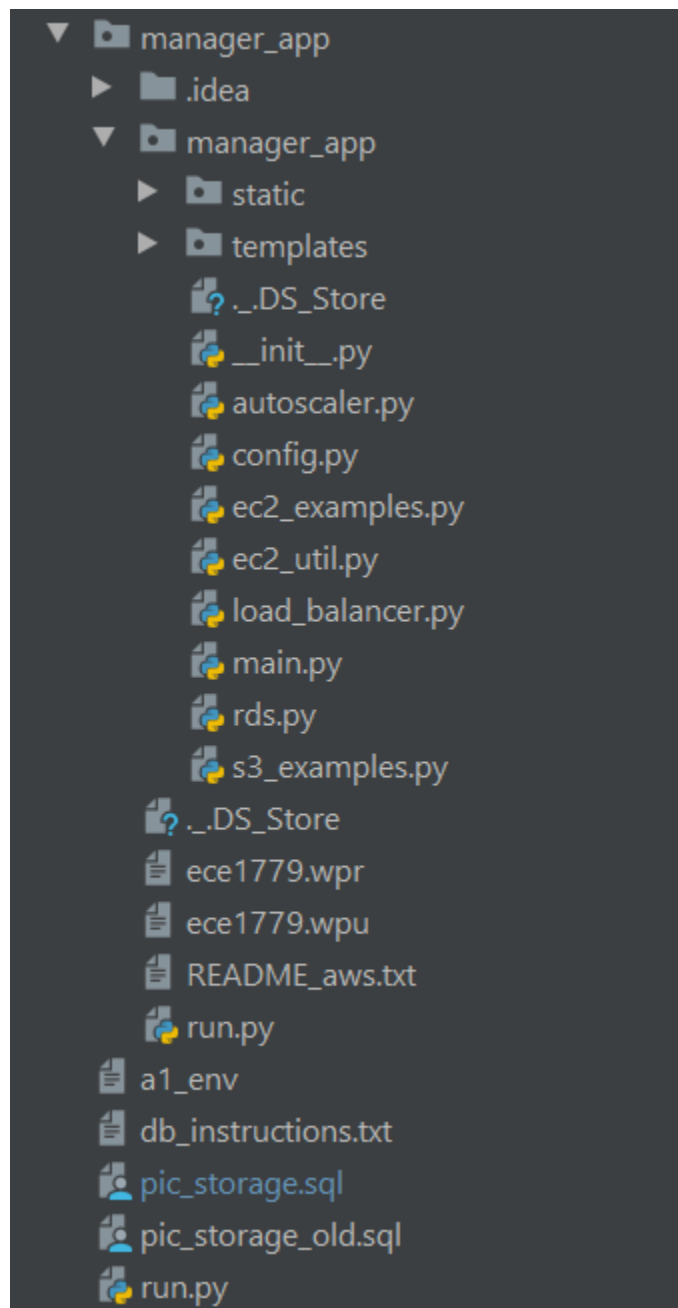 manager_app
.idea
manager_app
static
templates
._.DS_Store
__init__.py
autoscaler.py
config.py
ec2_examples.py
ec2_util.py
load_balancer.py
main.py
rds.py
s3_examples.py
._.DS_Store
ece1779.wpr
ece1779.wpu
README_aws.txt
run.py
a1_env
db_instructions.txt
pic_storage.sql
pic_storage_old.sql
run.py